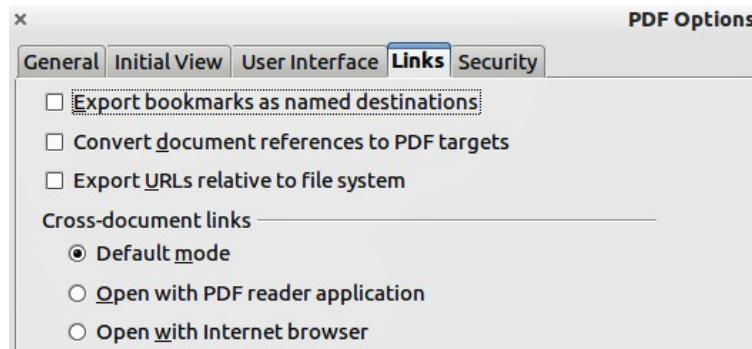 PDF Options
General Initial View User Interface Links Security
Export bookmarks as named destinations
Convert document references to PDF targets
Export URLs relative to file system
Cross-document links
Default mode
Open with PDF reader application
Open with Internet browser